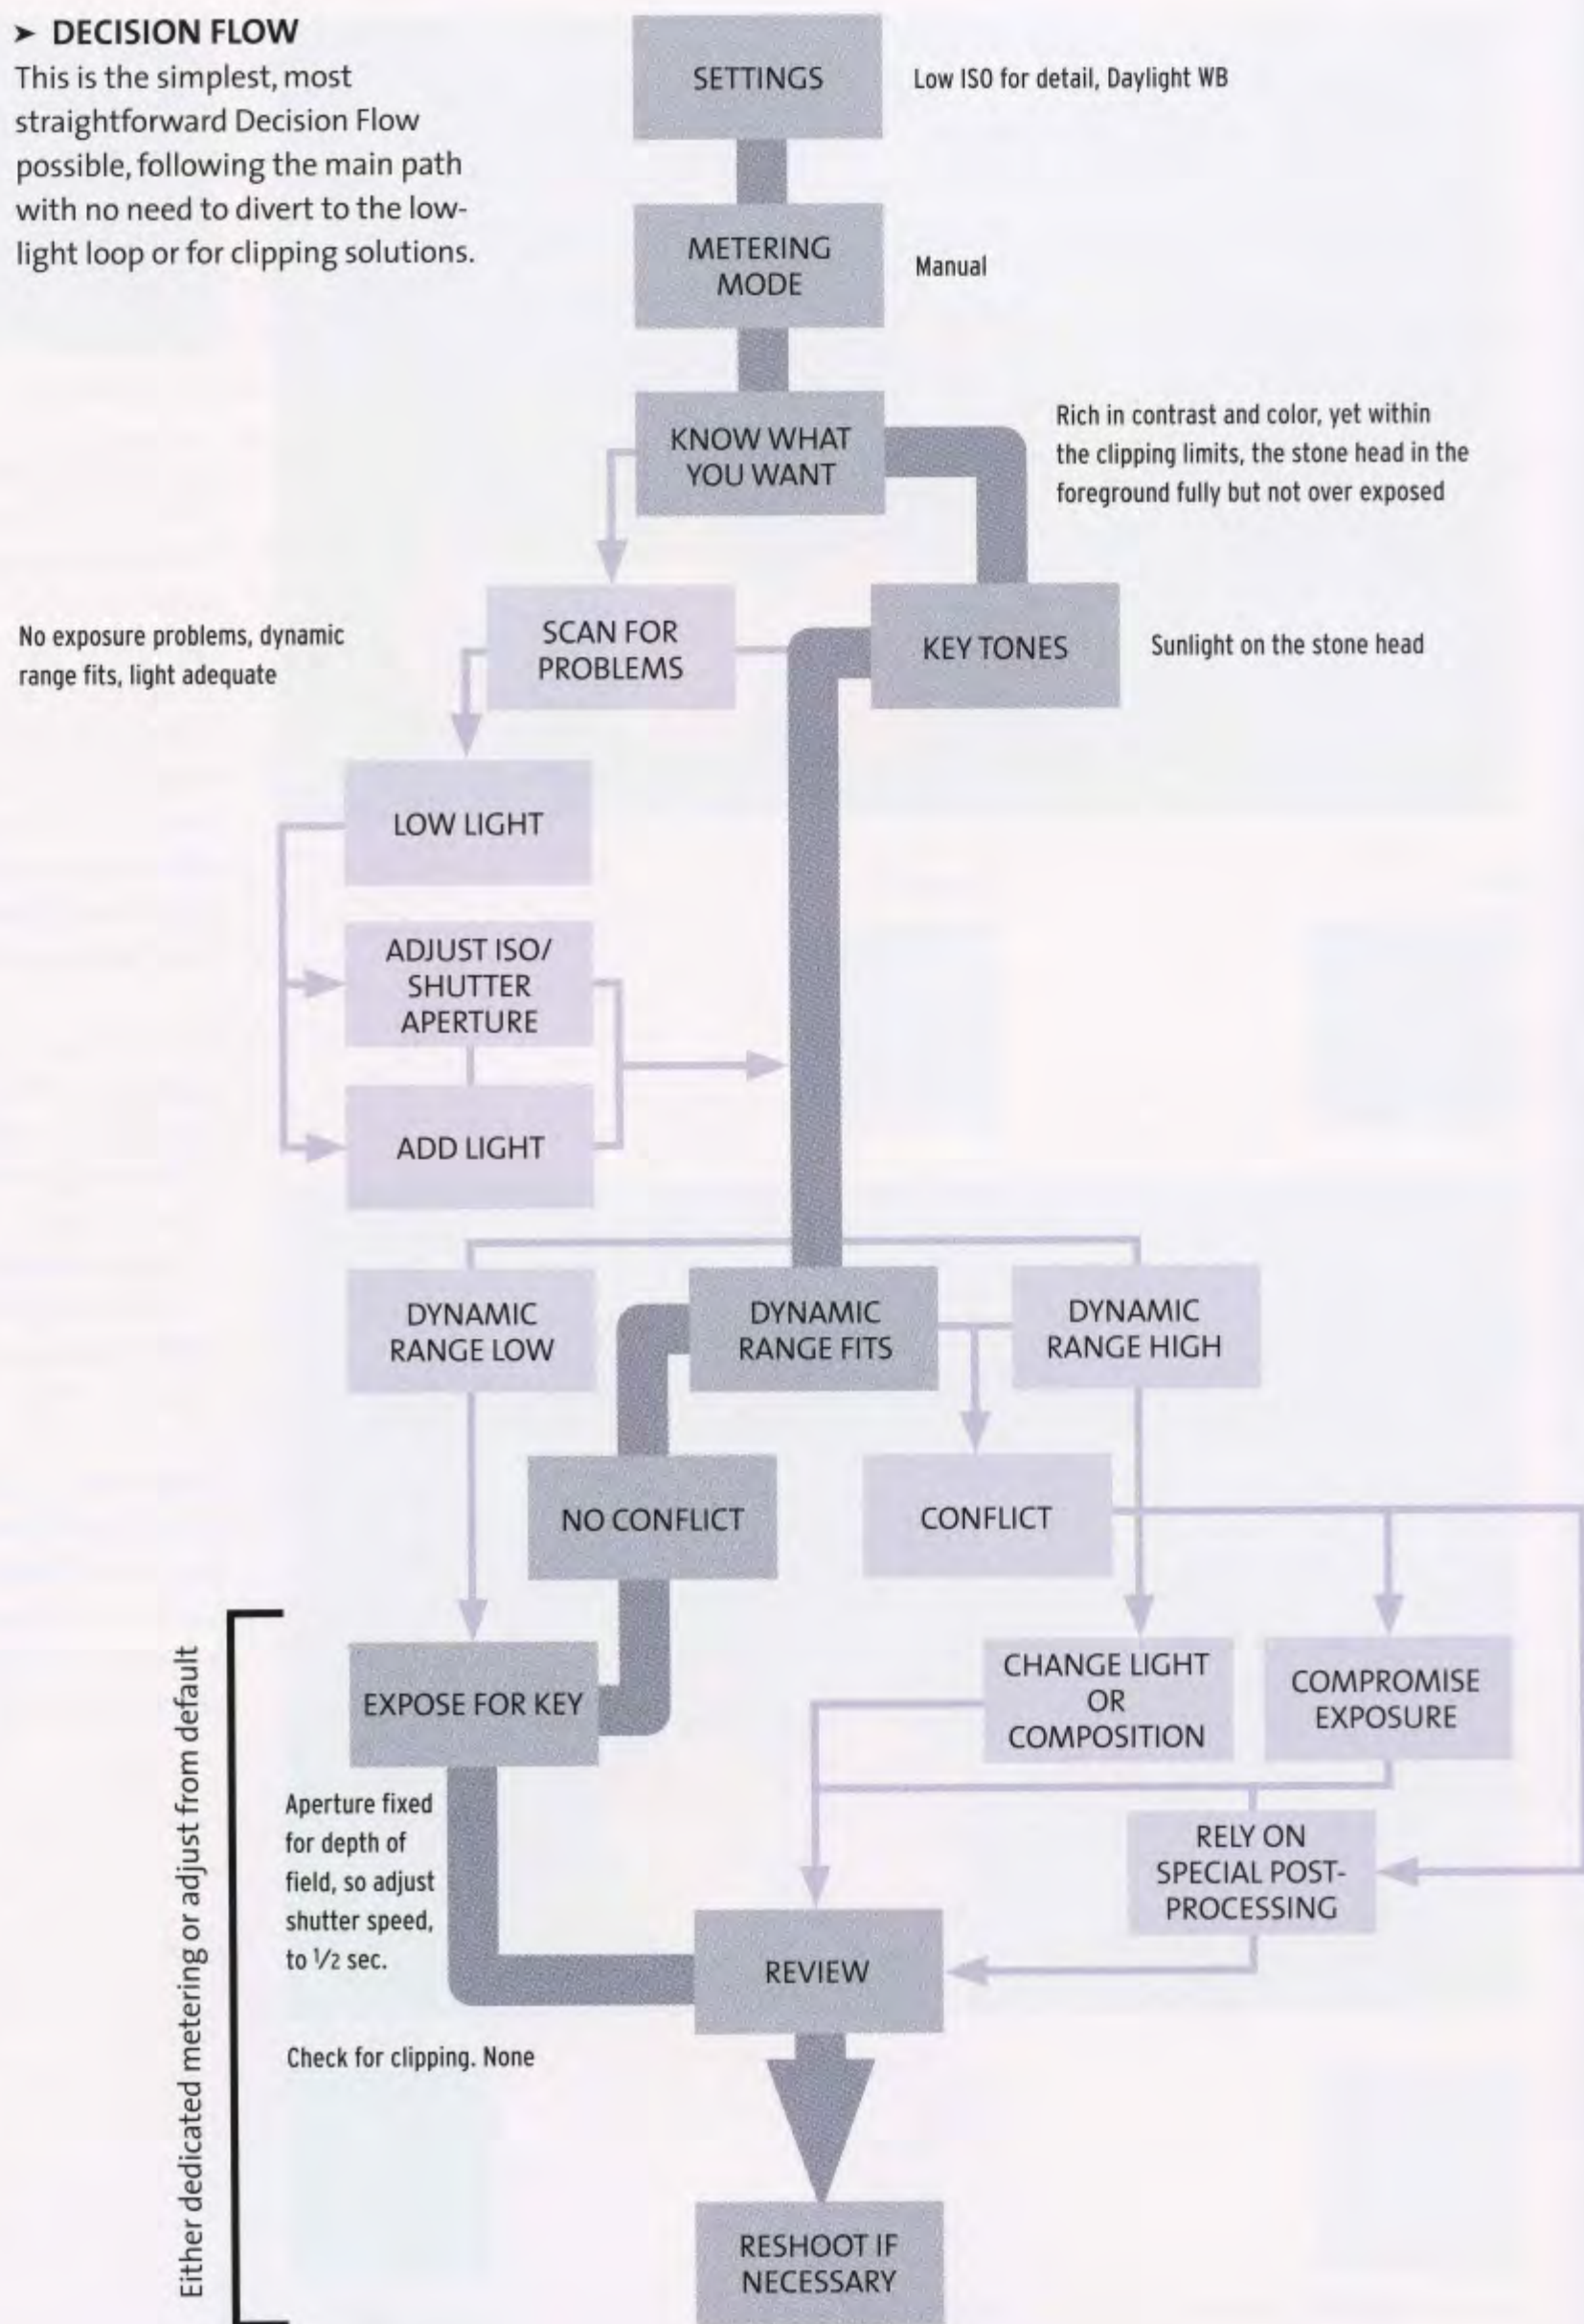 ➤ DECISION FLOW
This is the simplest, most
straightforward Decision Flow
possible, following the main path
with no need to divert to the low-
light loop or for clipping solutions.
SETTINGS
Low ISO for detail, Daylight WB
METERING
MODE
Manual
KNOW WHAT
YOU WANT
Rich in contrast and color, yet within
the clipping limits, the stone head in the
foreground fully but not over exposed
No exposure problems, dynamic
range fits, light adequate
SCAN FOR
PROBLEMS
KEY TONES
Sunlight on the stone head
LOW LIGHT
ADJUST ISO/
SHUTTER
APERTURE
ADD LIGHT
DYNAMIC
RANGE LOW
DYNAMIC
RANGE FITS
DYNAMIC
RANGE HIGH
NO CONFLICT
CONFLICT
Either dedicated metering or adjust from default
EXPOSE FOR KEY
CHANGE LIGHT
OR
COMPOSITION
COMPROMISE
EXPOSURE
Aperture fixed
for depth of
field, so adjust
shutter speed,
to ½ sec.
RELY ON
SPECIAL POST-
PROCESSING
REVIEW
Check for clipping. None
RESHOOT IF
NECESSARY